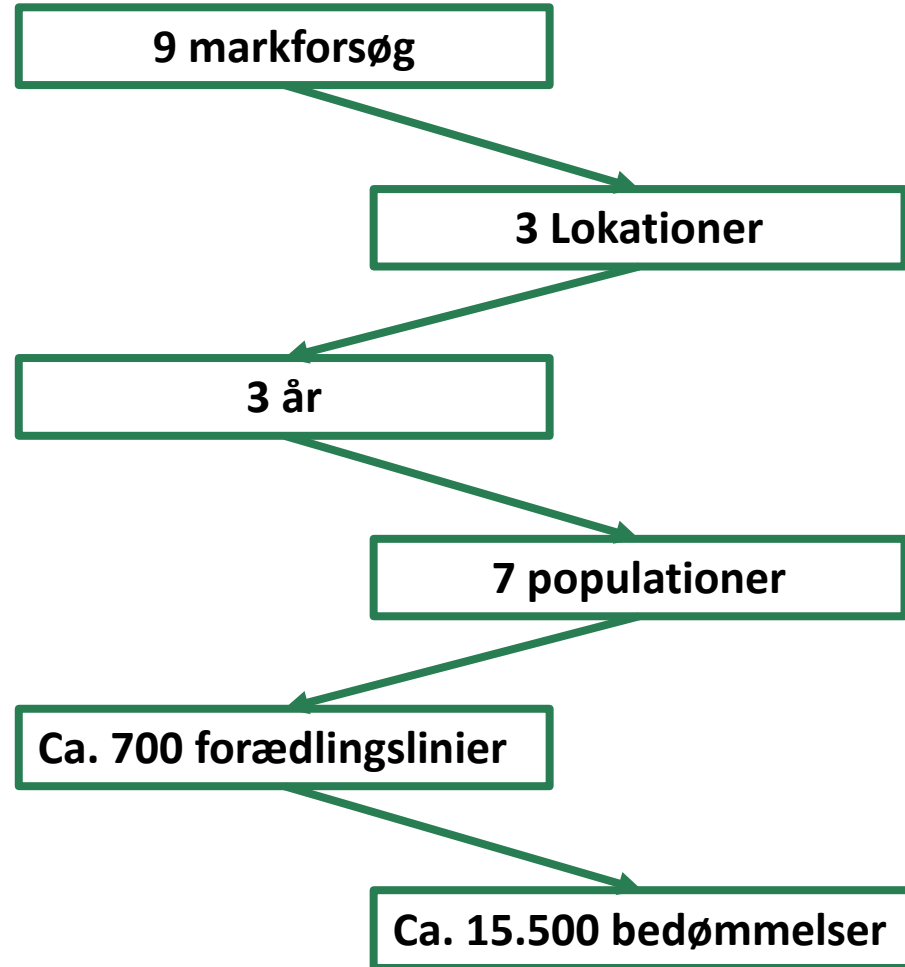 9 markforsøg
3 Lokationer
3 år
7 populationer
Ca. 700 forædlingslinier
Ca. 15.500 bedømmelser